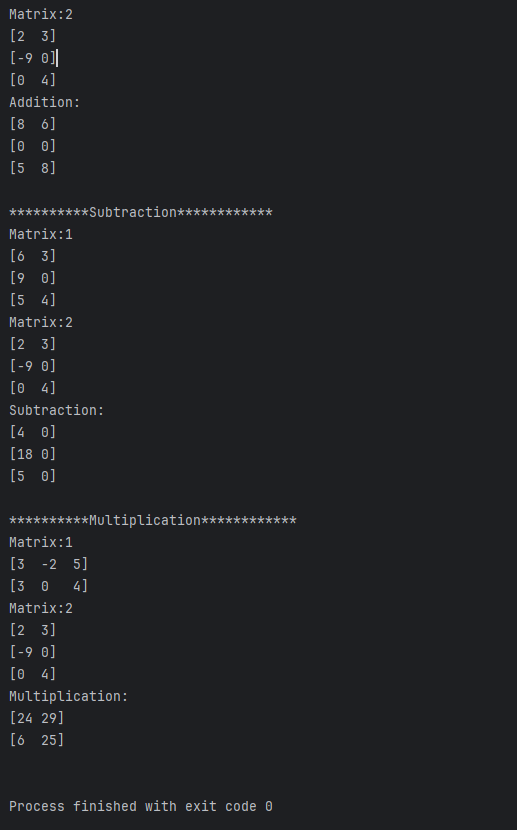 Matrix:2
[2  3]
[-9 0]
[0  4]
Addition:
[8  6]
[0  0]
[5  8]

**********Subtraction************
Matrix:1
[6  3]
[9  0]
[5  4]
Matrix:2
[2  3]
[-9 0]
[0  4]
Subtraction:
[4  0]
[18 0]
[5  0]

**********Multiplication************
Matrix:1
[3  -2  5]
[3  0   4]
Matrix:2
[2  3]
[-9 0]
[0  4]
Multiplication:
[24 29]
[6  25]

Process finished with exit code 0